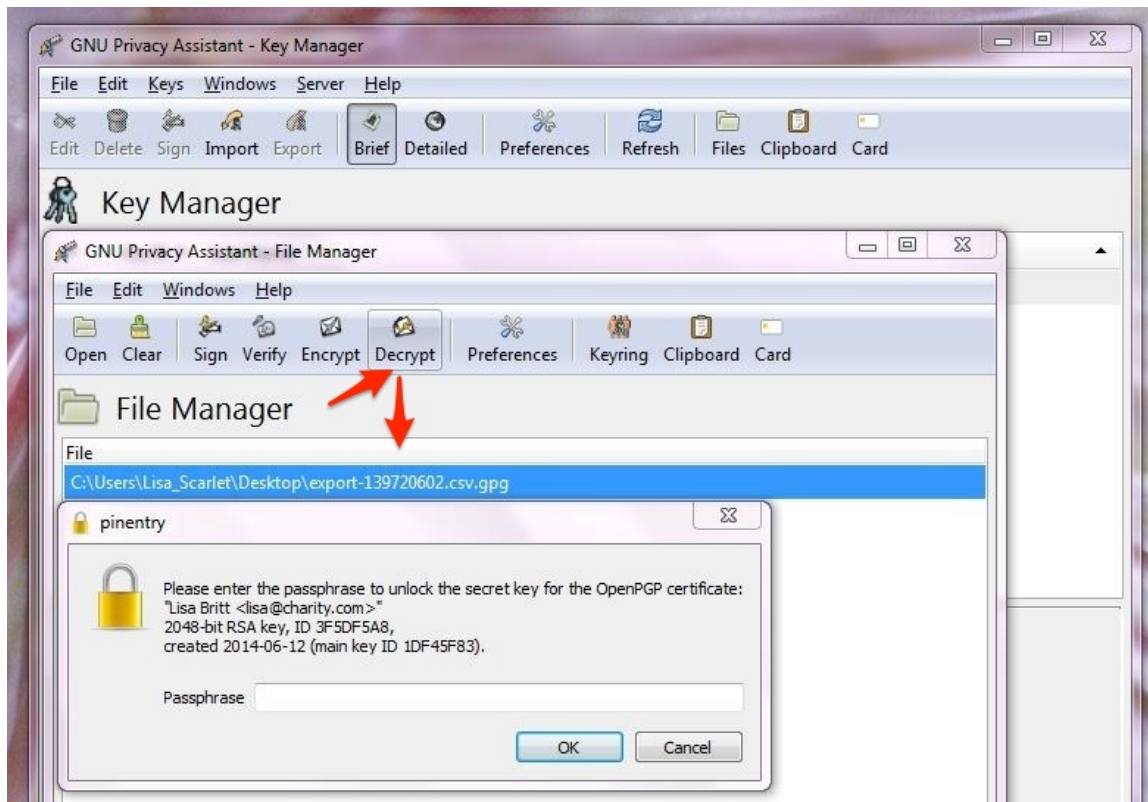 GNU Privacy Assistant - Key Manager
File Edit Keys Windows Server Help
Edit Delete Sign Import Export Brief Detailed Preferences Refresh Files Clipboard Card
Key Manager
GNU Privacy Assistant - File Manager
File Edit Windows Help
Open Clear Sign Verify Encrypt Decrypt Preferences Keyring Clipboard Card
File Manager
File
C:\Users\Lisa_Scarlet\Desktop\export-139720602.csv.gpg
pinentry
Please enter the passphrase to unlock the secret key for the OpenPGP certificate:
"Lisa Britt <lisa@charity.com>"
2048-bit RSA key, ID 3F5DF5A8,
created 2014-06-12 (main key ID 1DF45F83).
Passphrase
OK Cancel